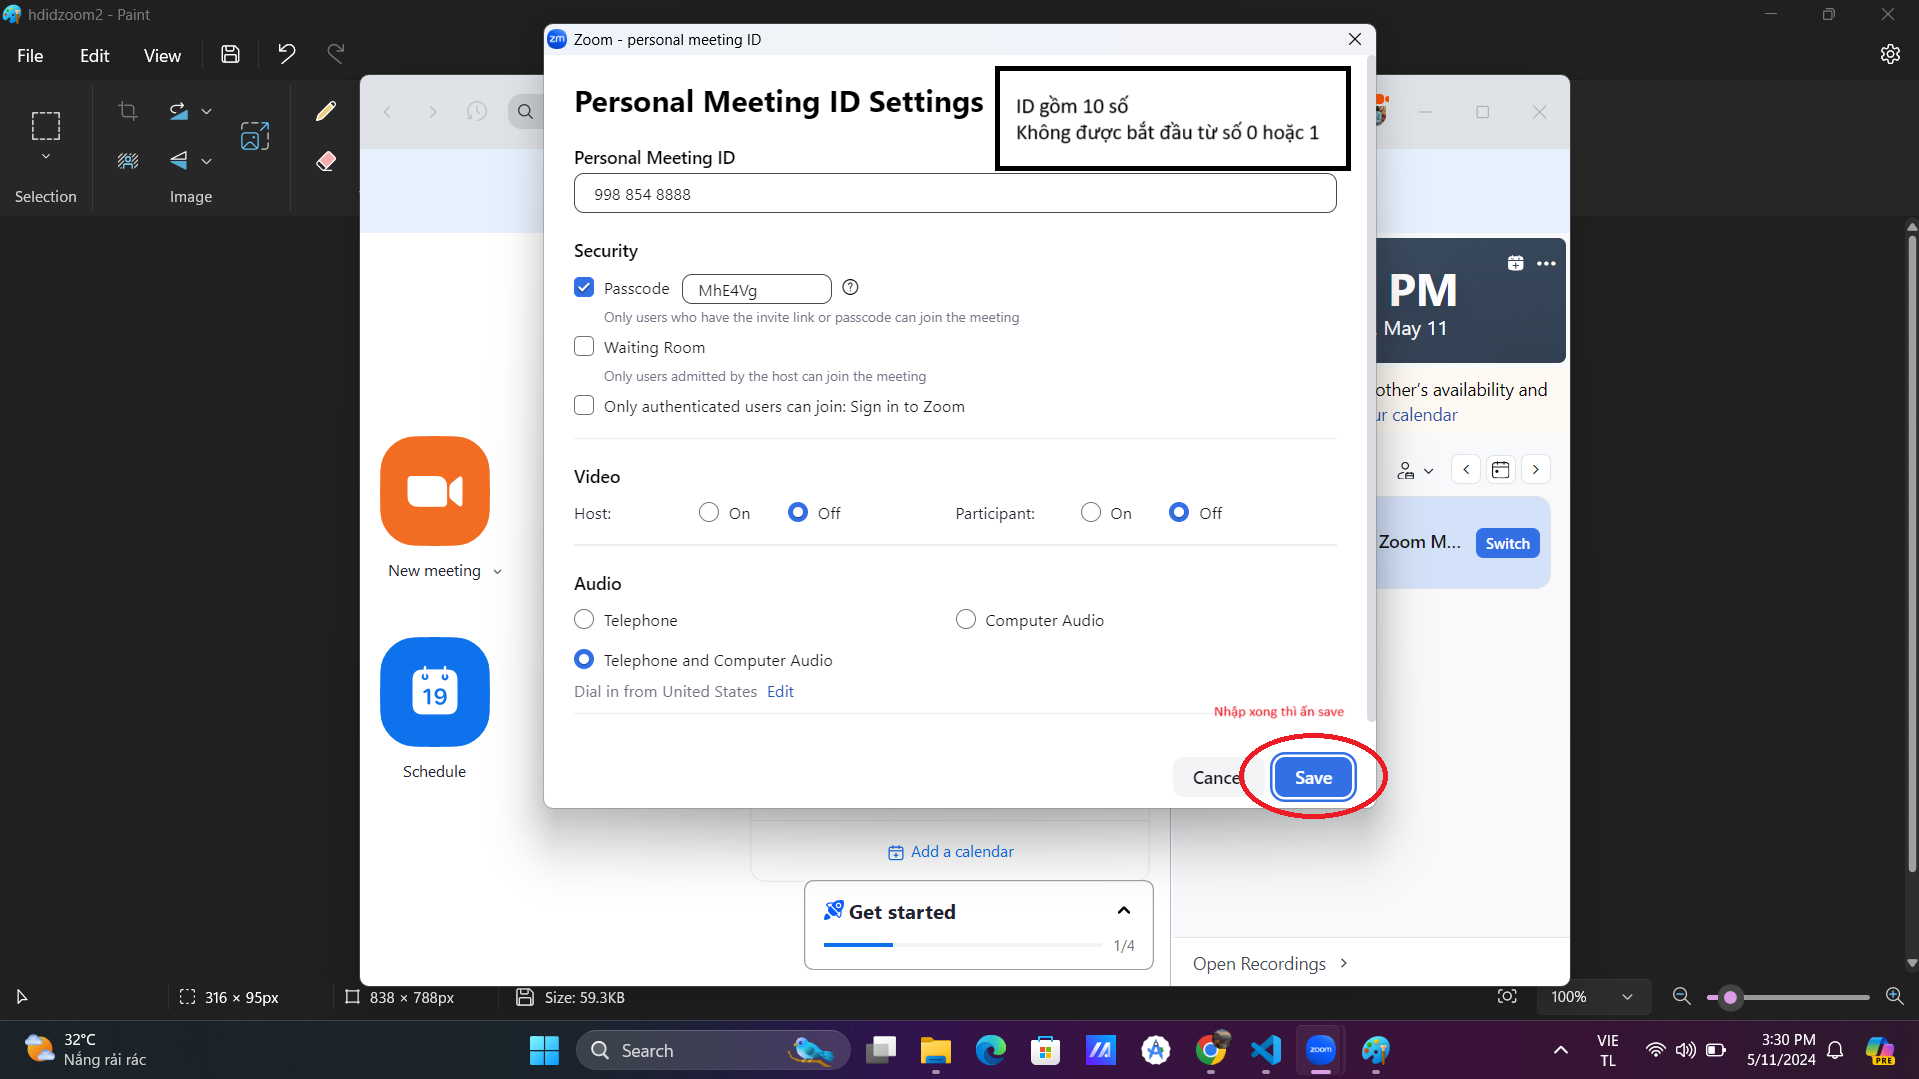 hdidzoom2 - Paint
File
Edit
View
Selection
Image
zm Zoom - personal meeting ID
Personal Meeting ID Settings
ID gồm 10 số
Không được bắt đầu từ số 0 hoặc 1
Personal Meeting ID
998 854 8888
Security
Passcode
MhE4Vg
Only users who have the invite link or passcode can join the meeting
Waiting Room
Only users admitted by the host can join the meeting
Only authenticated users can join: Sign in to Zoom
Video
Host:
On
Off
Participant:
On
Off
Audio
Telephone
Computer Audio
Telephone and Computer Audio
Dial in from United States Edit
Nhập xong thì ấn save
Cance
Save
New meeting
19
Schedule
PM
May 11
other's availability and
ur calendar
Zoom M...
Switch
Add a calendar
Get started
1/4
Open Recordings
316 × 95px
838 × 788px
Size: 59.3KB
100%
32°C
Nắng rải rác
Search
zoom
VIE
TL
3:30 PM
5/11/2024
PRE